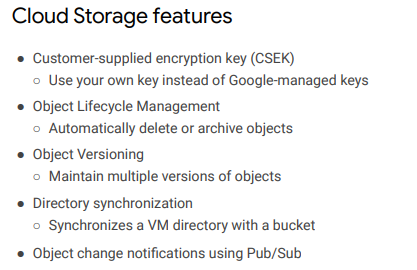 Cloud Storage features
● Customer-supplied encryption key (CSEK)
○ Use your own key instead of Google-managed keys
● Object Lifecycle Management
○ Automatically delete or archive objects
● Object Versioning
○ Maintain multiple versions of objects
● Directory synchronization
○ Synchronizes a VM directory with a bucket
● Object change notifications using Pub/Sub